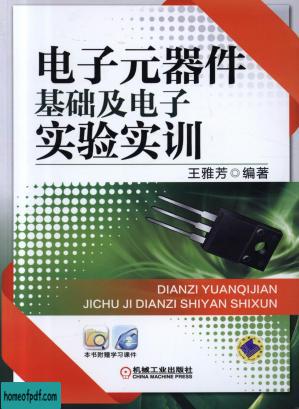 电子元器件
基础及电子
实验实训
王雅芳◎编著
DIANZI YUANQIJIAN
JICHU JI DIANZI SHIYAN SHIXUN
本书附赠学习课件
机械工业出版社
CHINA MACHINE PRESS
homeofpdf.com